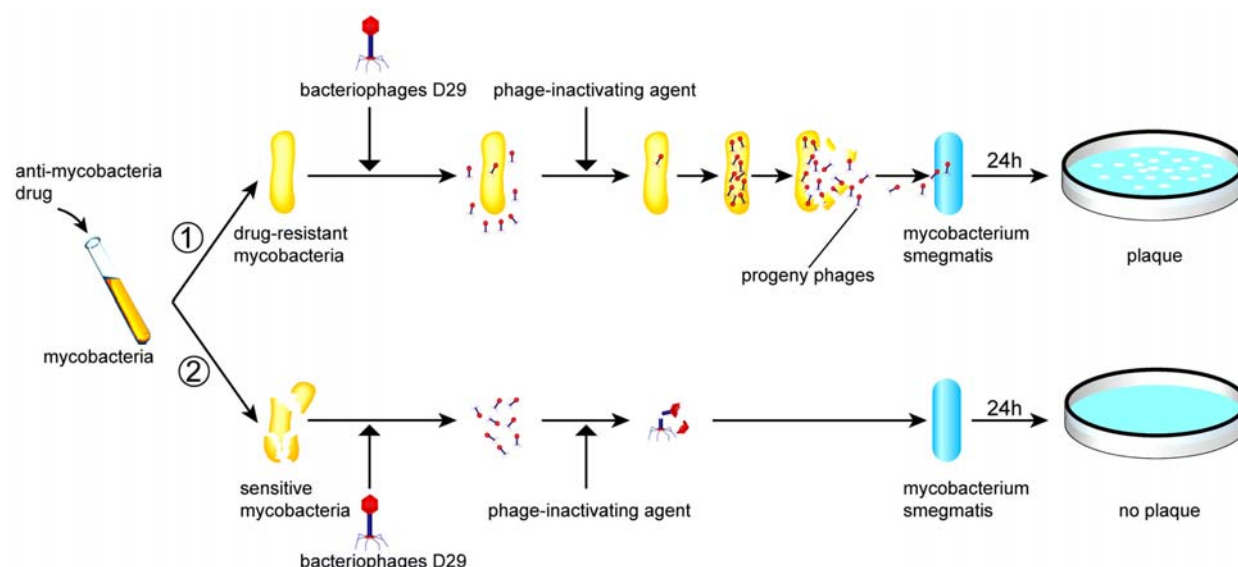 bacteriophages D29
phage-inactivating agent
anti-mycobacteria
drug
1
drug-resistant
mycobacteria
progeny phages
mycobacterium
smegmatis
24h
plaque
mycobacteria
2
sensitive
mycobacteria
bacteriophages D29
phage-inactivating agent
mycobacterium
smegmatis
24h
no plaque